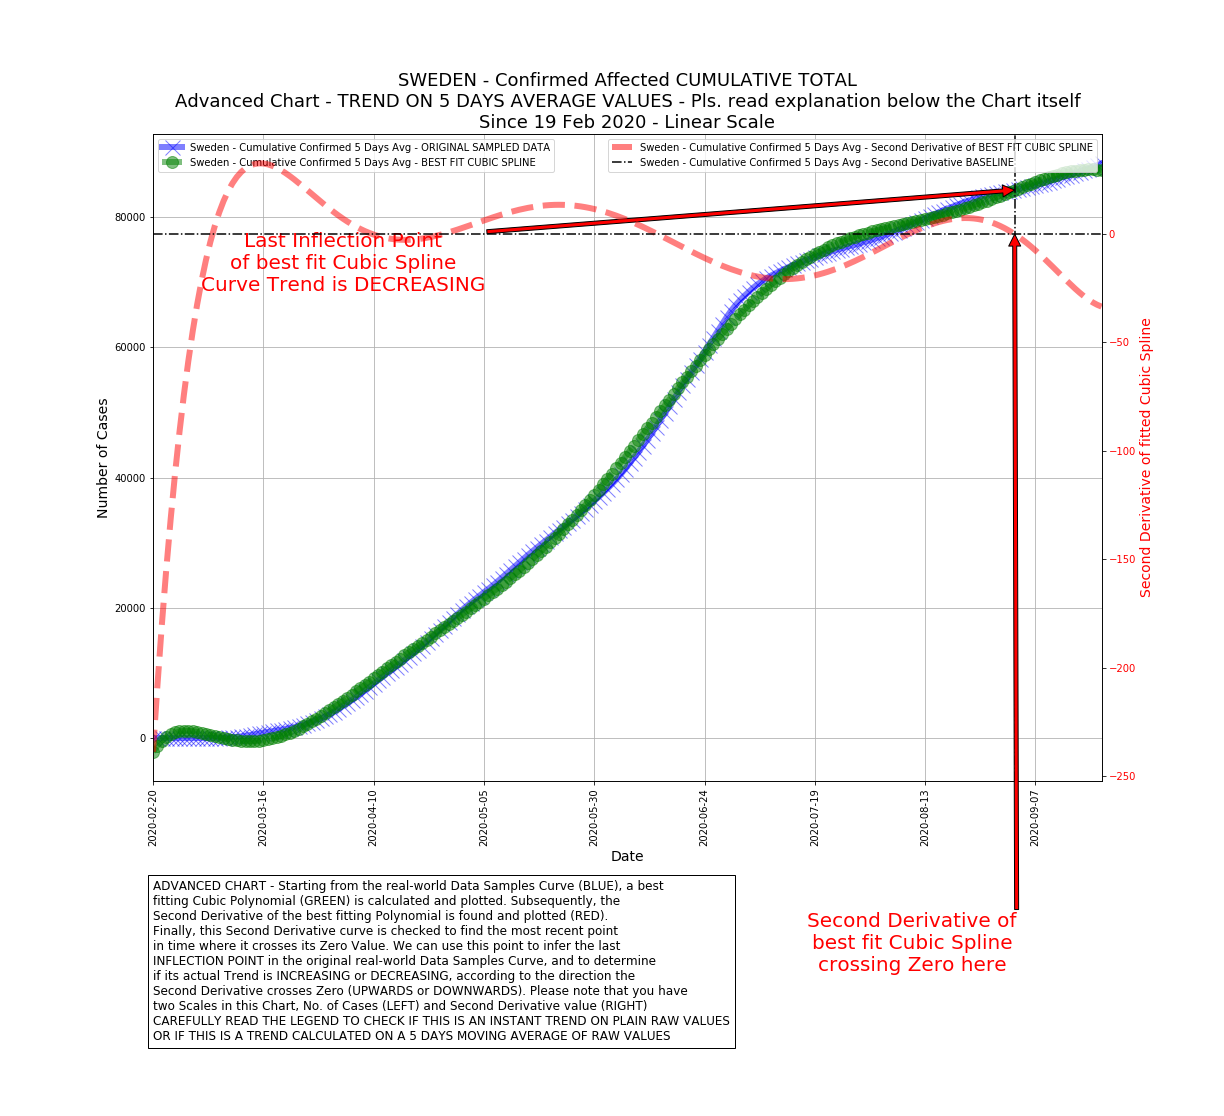 SWEDEN - Confirmed Affected CUMULATIVE TOTAL
Advanced Chart - TREND ON 5 DAYS AVERAGE VALUES - Pls. read explanation below the Chart itself
Since 19 Feb 2020 - Linear Scale
Sweden - Cumulative Confirmed 5 Days Avg - ORIGINAL SAMPLED DATA
Sweden - Cumulative Confirmed 5 Days Avg - BEST FIT CUBIC SPLINE
Sweden - Cumulative Confirmed 5 Days Avg - Second Derivative of BEST FIT CUBIC SPLINE
Sweden - Cumulative Confirmed 5 Days Avg - Second Derivative BASELINE
Last Inflection Point
of best fit Cubic Spline
Curve Trend is DECREASING
Number of Cases
80000
60000
40000
20000
0
0
−50
−100
−150
−200
−250
Second Derivative of fitted Cubic Spline
2020-02-20
2020-03-16
2020-04-10
2020-05-05
2020-05-30
2020-06-24
2020-07-19
2020-08-13
2020-09-07
Date
ADVANCED CHART - Starting from the real-world Data Samples Curve (BLUE), a best
fitting Cubic Polynomial (GREEN) is calculated and plotted. Subsequently, the
Second Derivative of the best fitting Polynomial is found and plotted (RED).
Finally, this Second Derivative curve is checked to find the most recent point
in time where it crosses its Zero Value. We can use this point to infer the last
INFLECTION POINT in the original real-world Data Samples Curve, and to determine
if its actual Trend is INCREASING or DECREASING, according to the direction the
Second Derivative crosses Zero (UPWARDS or DOWNWARDS). Please note that you have
two Scales in this Chart, No. of Cases (LEFT) and Second Derivative value (RIGHT)
CAREFULLY READ THE LEGEND TO CHECK IF THIS IS AN INSTANT TREND ON PLAIN RAW VALUES
OR IF THIS IS A TREND CALCULATED ON A 5 DAYS MOVING AVERAGE OF RAW VALUES
Second Derivative of
best fit Cubic Spline
crossing Zero here